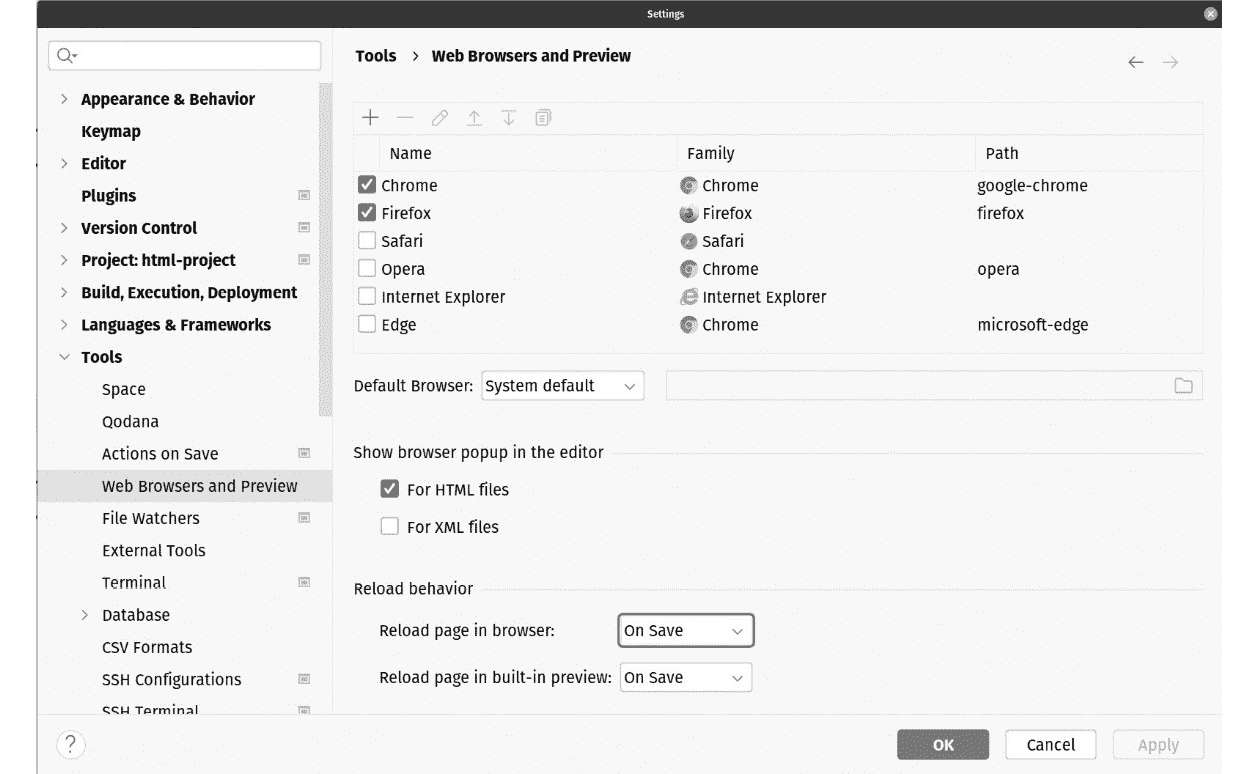 Settings
Tools > Web Browsers and Preview
Appearance & Behavior
Keymap
Editor
Plugins
Version Control
Project: html-project
Build, Execution, Deployment
Languages & Frameworks
Tools
Space
Qodana
Actions on Save
Web Browsers and Preview
File Watchers
External Tools
Terminal
Database
CSV Formats
SSH Configurations
SSH Terminal
Name Family Path
Chrome Chrome google-chrome
Firefox Firefox firefox
Safari Safari
Opera Chrome opera
Internet Explorer Internet Explorer
Edge Chrome microsoft-edge
Default Browser: System default
Show browser popup in the editor
For HTML files
For XML files
Reload behavior
Reload page in browser: On Save
Reload page in built-in preview: On Save
? OK Cancel Apply